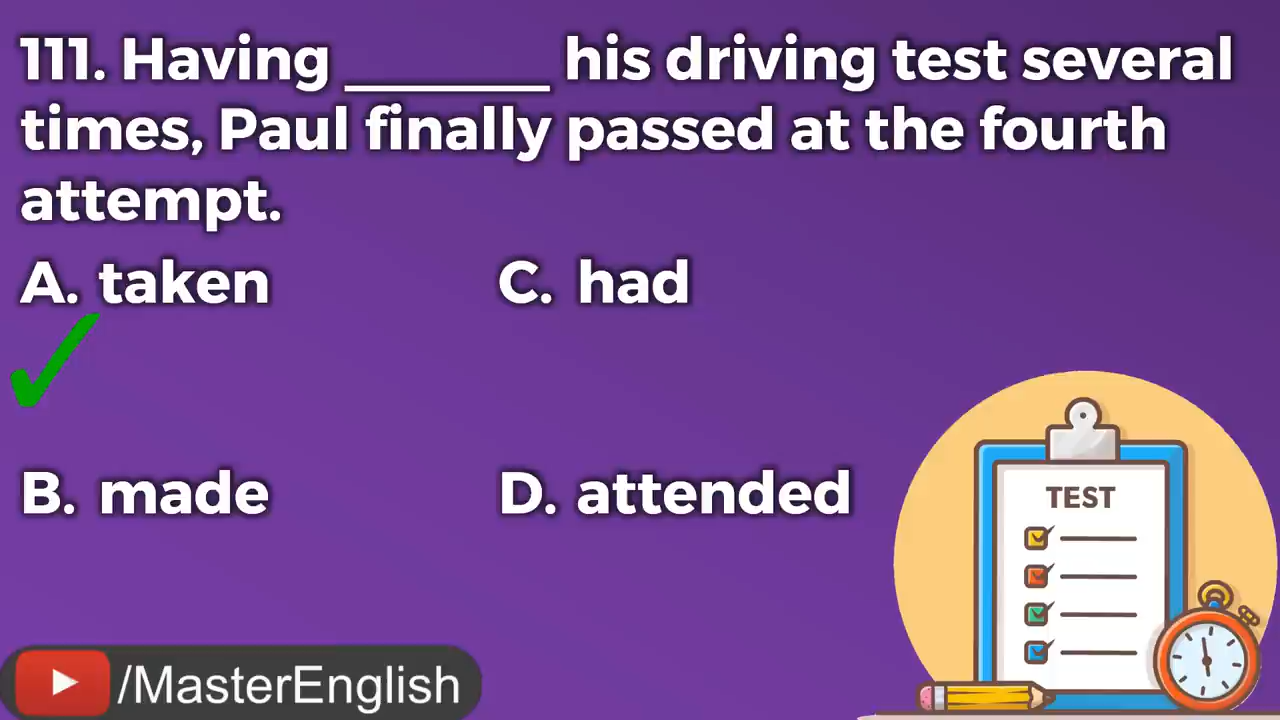 111. Having _______ his driving test several
times, Paul finally passed at the fourth
attempt.
A. taken
C. had
B. made
D. attended
TEST
/MasterEnglish